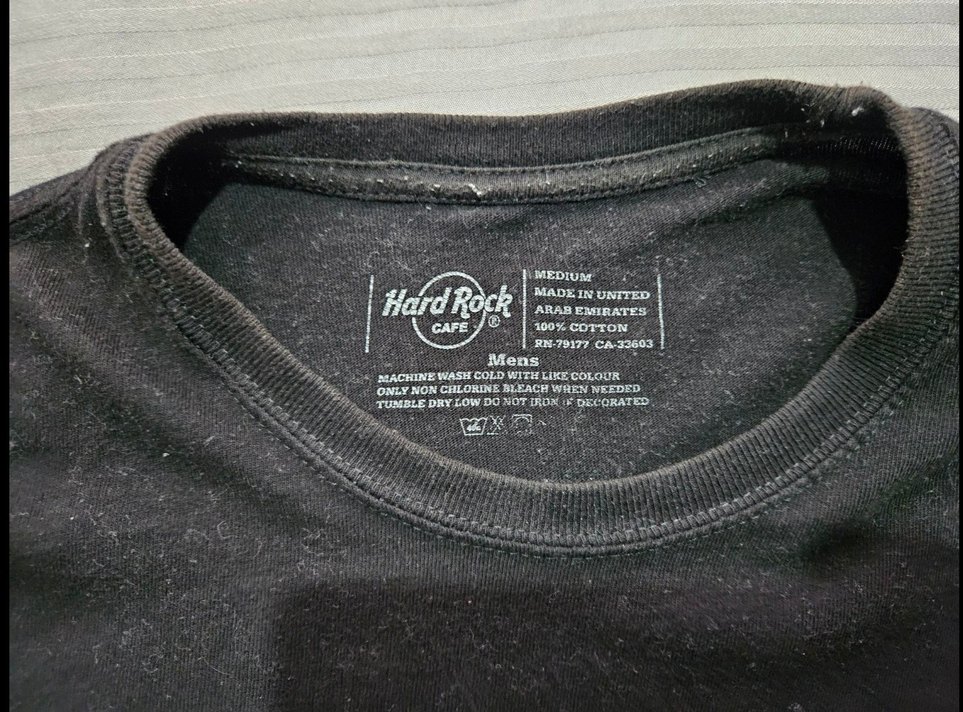 Hard Rock
CAFE ®
MEDIUM
MADE IN UNITED
ARAB EMIRATES
100% COTTON
RN-79177 CA-33603
Mens
MACHINE WASH COLD WITH LIKE COLOUR
ONLY NON CHLORINE BLEACH WHEN NEEDED
TUMBLE DRY LOW DO NOT IRON IF DECORATED